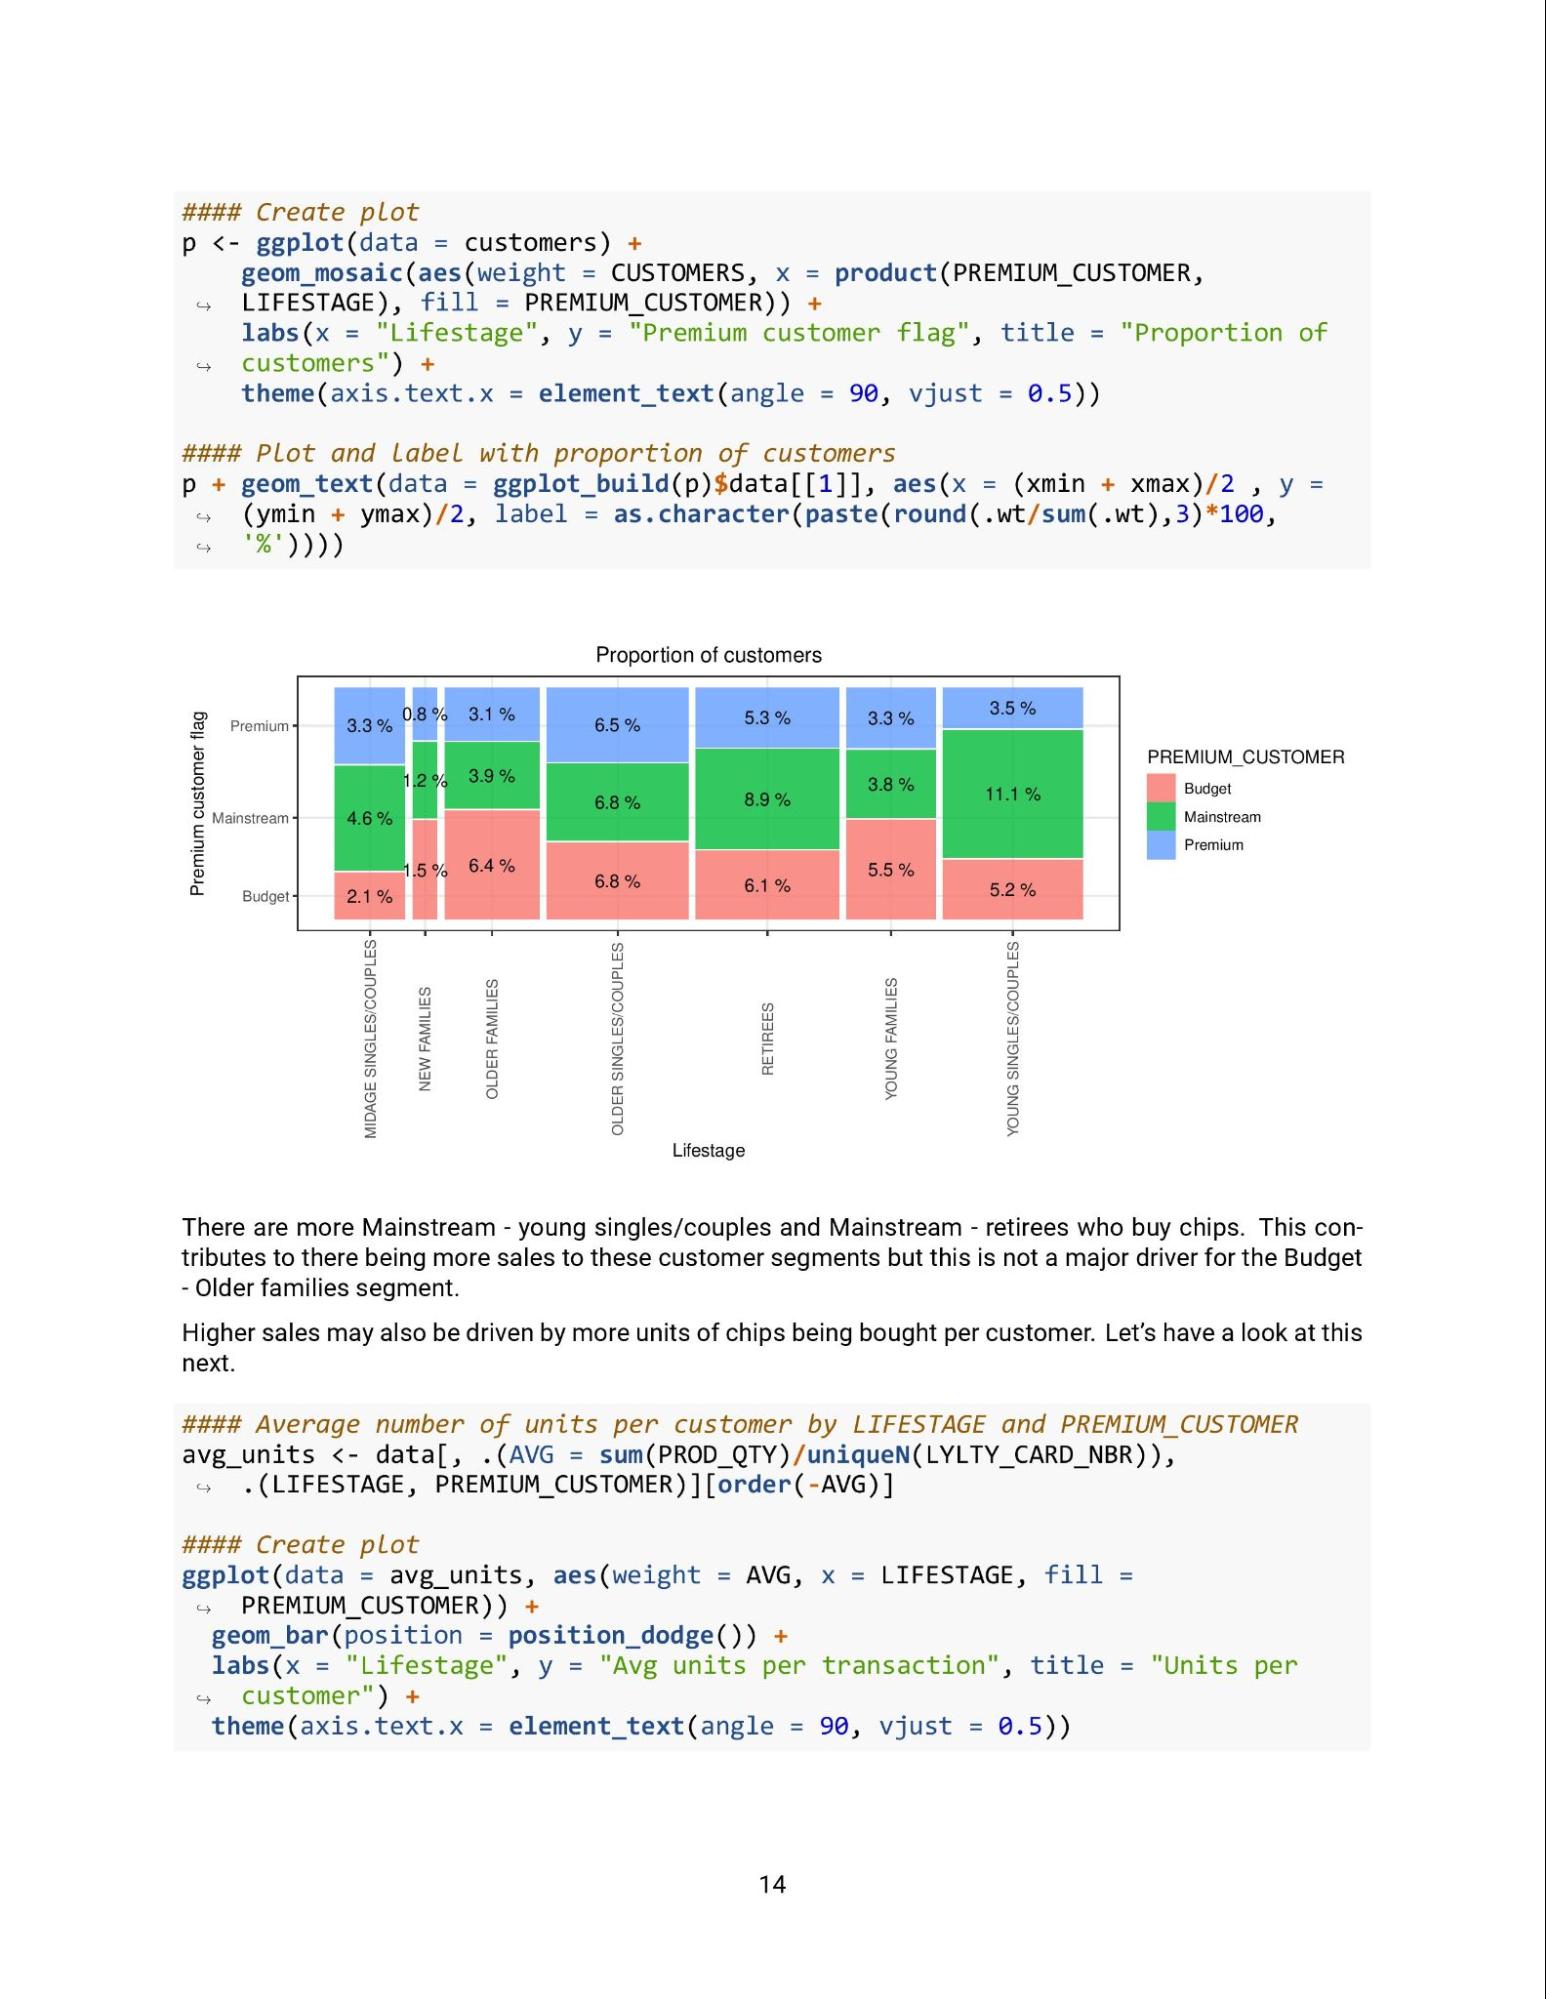 #### Create plot
p <- ggplot(data = customers) +
geom_mosaic(aes(weight = CUSTOMERS, x = product(PREMIUM_CUSTOMER,
↪ LIFESTAGE), fill = PREMIUM_CUSTOMER)) +
labs(x = "Lifestage", y = "Premium customer flag", title = "Proportion of
↪ customers") +
theme(axis.text.x = element_text(angle = 90, vjust = 0.5))
#### Plot and label with proportion of customers
p + geom_text(data = ggplot_build(p)$data[[1]], aes(x = (xmin + xmax)/2 , y =
↪ (ymin + ymax)/2, label = as.character(paste(round(.wt/sum(.wt),3)*100,
↪ '%'))))
Proportion of customers
Premium customer flag
Premium
Mainstream
Budget
3.3 %
0.8 %
3.1 %
6.5 %
5.3 %
3.3 %
3.5 %
4.6 %
1.2 %
3.9 %
6.8 %
8.9 %
3.8 %
11.1 %
2.1 %
1.5 %
6.4 %
6.8 %
6.1 %
5.5 %
5.2 %
PREMIUM_CUSTOMER
Budget
Mainstream
Premium
MIDAGE SINGLES/COUPLES
NEW FAMILIES
OLDER FAMILIES
OLDER SINGLES/COUPLES
RETIREES
YOUNG FAMILIES
YOUNG SINGLES/COUPLES
Lifestage
There are more Mainstream - young singles/couples and Mainstream - retirees who buy chips. This con-
tributes to there being more sales to these customer segments but this is not a major driver for the Budget
- Older families segment.
Higher sales may also be driven by more units of chips being bought per customer. Let's have a look at this
next.
#### Average number of units per customer by LIFESTAGE and PREMIUM_CUSTOMER
avg_units <- data[, .(AVG = sum(PROD_QTY)/uniqueN(LYLTY_CARD_NBR)),
↪ .(LIFESTAGE, PREMIUM_CUSTOMER)][order(-AVG)]
#### Create plot
ggplot(data = avg_units, aes(weight = AVG, x = LIFESTAGE, fill =
↪ PREMIUM_CUSTOMER)) +
geom_bar(position = position_dodge()) +
labs(x = "Lifestage", y = "Avg units per transaction", title = "Units per
↪ customer") +
theme(axis.text.x = element_text(angle = 90, vjust = 0.5))
14